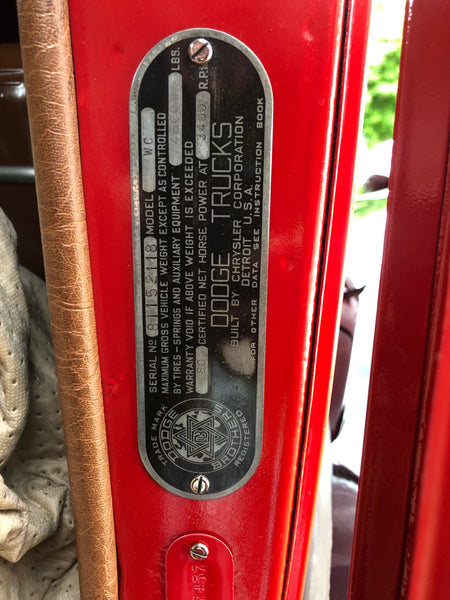 SERIAL Nº 81152118 MODEL WC
MAXIMUM GROSS VEHICLE WEIGHT EXCEPT AS CONTROLLED
BY TIRES-SPRINGS AND AUXILIARY EQUIPMENT LBS.
WARRANTY VOID IF ABOVE WEIGHT IS EXCEEDED
CERTIFIED NET HORSE POWER AT 3400 R.P.M
DODGE TRUCKS
BUILT BY CHRYSLER CORPORATION
DETROIT U.S.A.
FOR OTHER DATA SEE INSTRUCTION BOOK
TRADE MARK
DODGE
BROTHERS
DB
REGISTERED